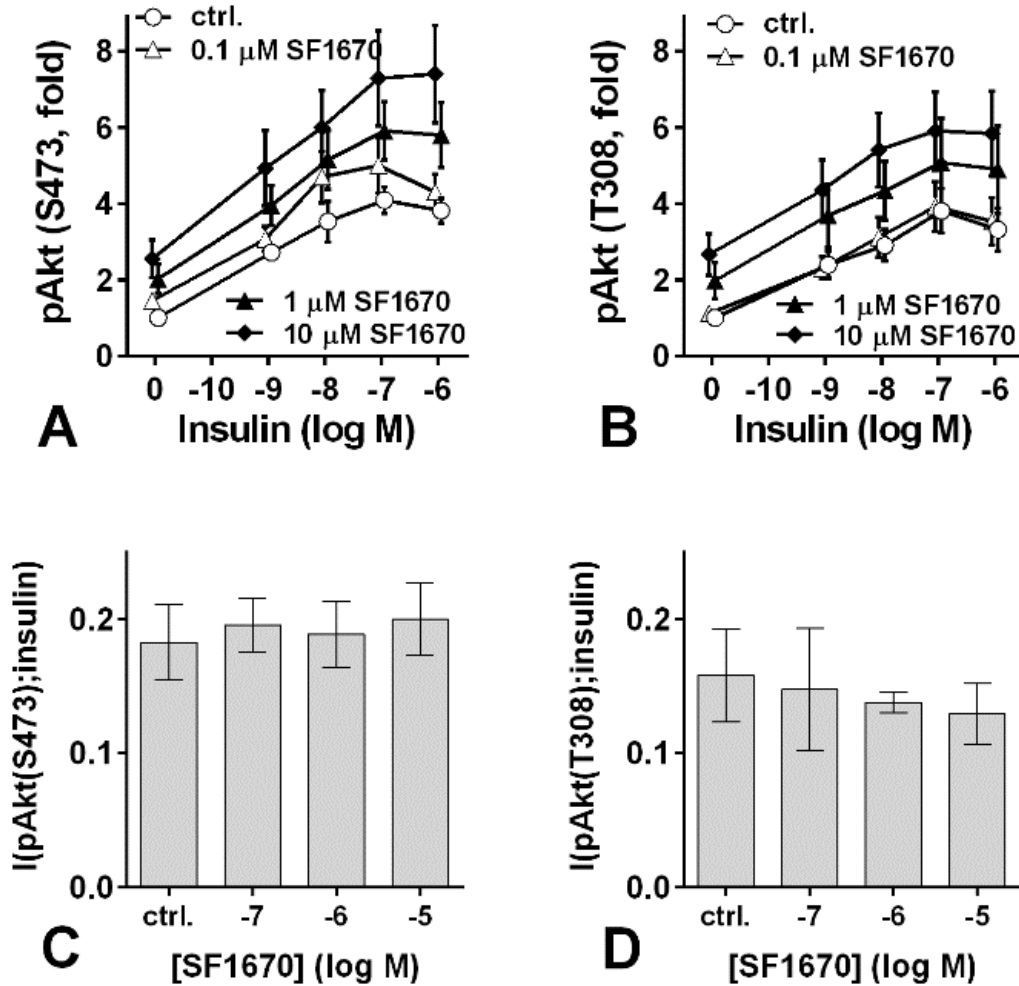 ctrl.
0.1 µM SF1670
8
6
4
2
0
pAkt (S473, fold)
1 µM SF1670
10 µM SF1670
0 -10 -9 -8 -7 -6
Insulin (log M)
A
ctrl.
0.1 µM SF1670
8
6
4
2
0
pAkt (T308, fold)
1 µM SF1670
10 µM SF1670
0 -10 -9 -8 -7 -6
Insulin (log M)
B
I(pAkt(S473);insulin)
0.2
0.1
0.0
ctrl. -7 -6 -5
[SF1670] (log M)
C
I(pAkt(T308);insulin)
0.2
0.1
0.0
ctrl. -7 -6 -5
[SF1670] (log M)
D